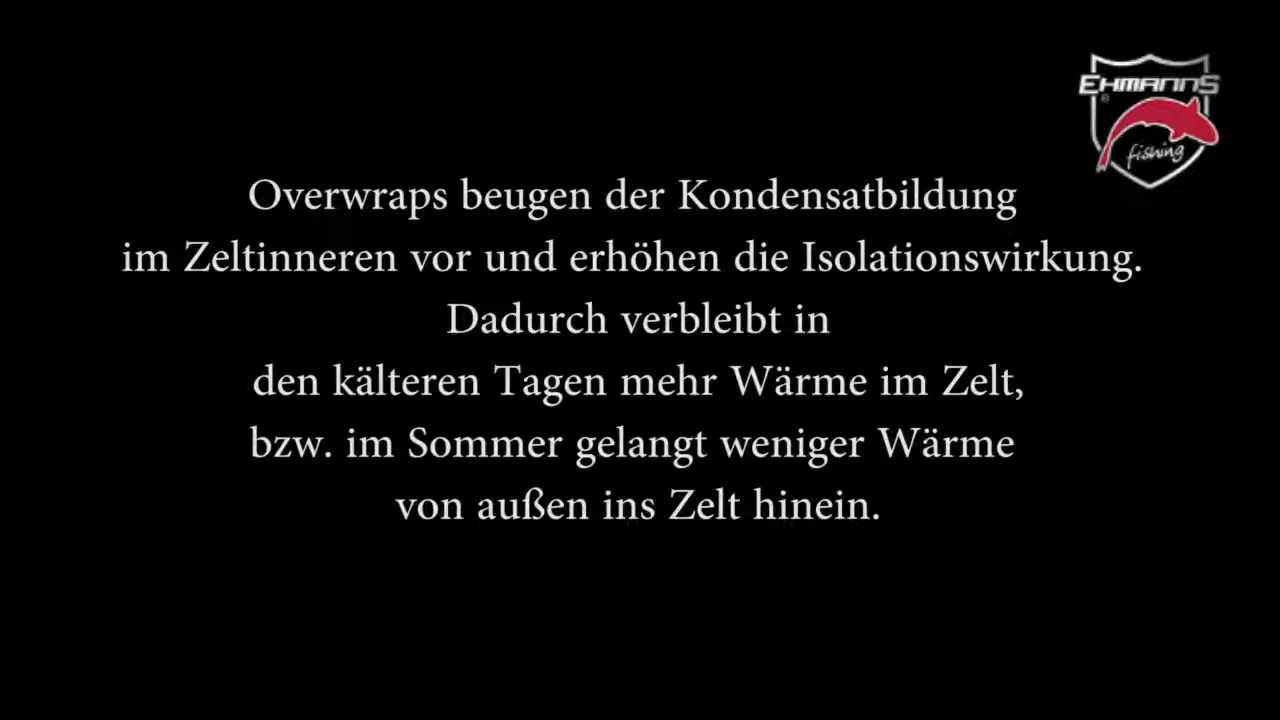 EHMANNS
®
fishing
Overwraps beugen der Kondensatbildung
im Zeltinneren vor und erhöhen die Isolationswirkung.
Dadurch verbleibt in
den kälteren Tagen mehr Wärme im Zelt,
bzw. im Sommer gelangt weniger Wärme
von außen ins Zelt hinein.